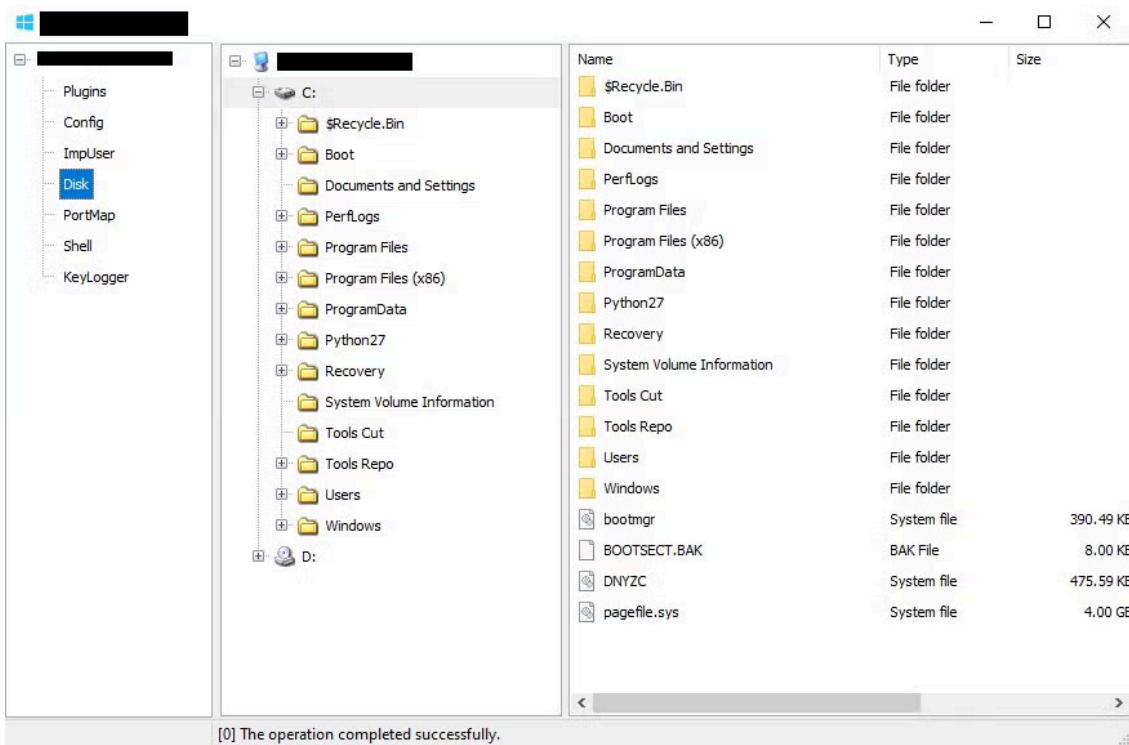 Plugins
Config
ImpUser
Disk
PortMap
Shell
KeyLogger
C:
$Recycle.Bin
Boot
Documents and Settings
PerfLogs
Program Files
Program Files (x86)
ProgramData
Python27
Recovery
System Volume Information
Tools Cut
Tools Repo
Users
Windows
D:
Name Type Size
$Recycle.Bin File folder
Boot File folder
Documents and Settings File folder
PerfLogs File folder
Program Files File folder
Program Files (x86) File folder
ProgramData File folder
Python27 File folder
Recovery File folder
System Volume Information File folder
Tools Cut File folder
Tools Repo File folder
Users File folder
Windows File folder
bootmgr System file 390.49 KB
BOOTSECT.BAK BAK File 8.00 KB
DNYZC System file 475.59 KB
pagefile.sys System file 4.00 GB
[0] The operation completed successfully.